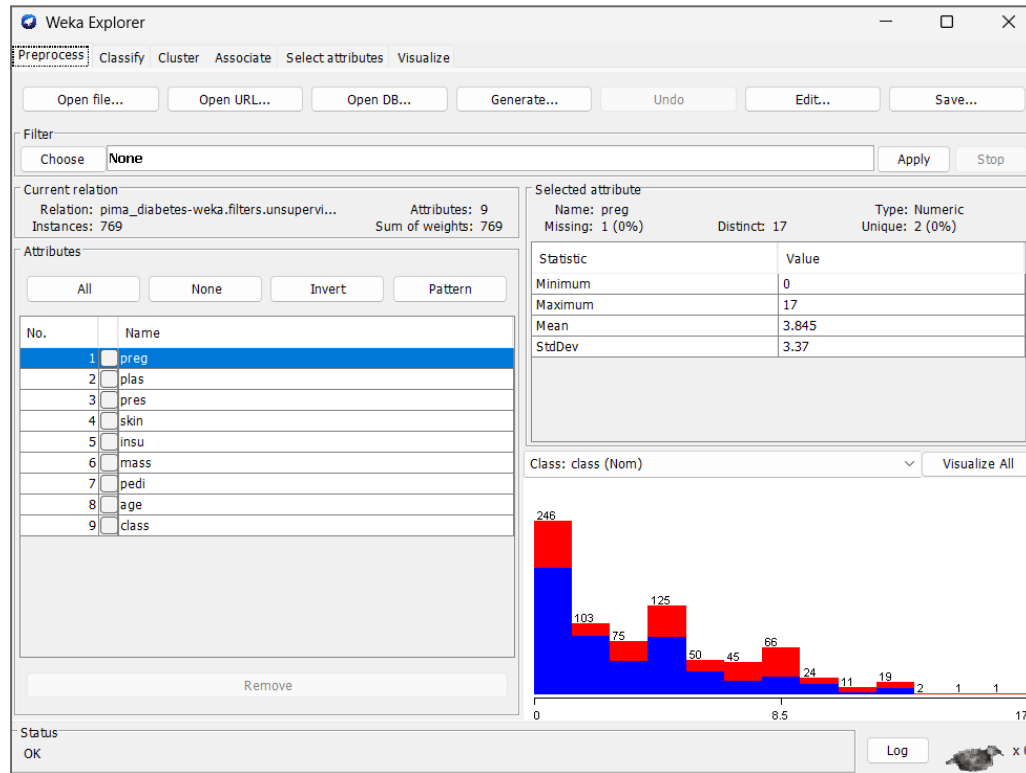 Weka Explorer
Preprocess Classify Cluster Associate Select attributes Visualize
Open file... Open URL... Open DB... Generate... Undo Edit... Save...
Filter
Choose None Apply Stop
Current relation
Relation: pima_diabetes-weka.filters.unsupervi... Attributes: 9
Instances: 769 Sum of weights: 769
Attributes
All None Invert Pattern
No. Name
1 preg
2 plas
3 pres
4 skin
5 insu
6 mass
7 pedi
8 age
9 class
Remove
Selected attribute
Name: preg Type: Numeric
Missing: 1 (0%) Distinct: 17 Unique: 2 (0%)
Statistic Value
Minimum 0
Maximum 17
Mean 3.845
StdDev 3.37
Class: class (Nom) Visualize All
246
103
75
125
50
45
66
24
11
19
2
1
1
0 8.5 17
Status
OK
Log x